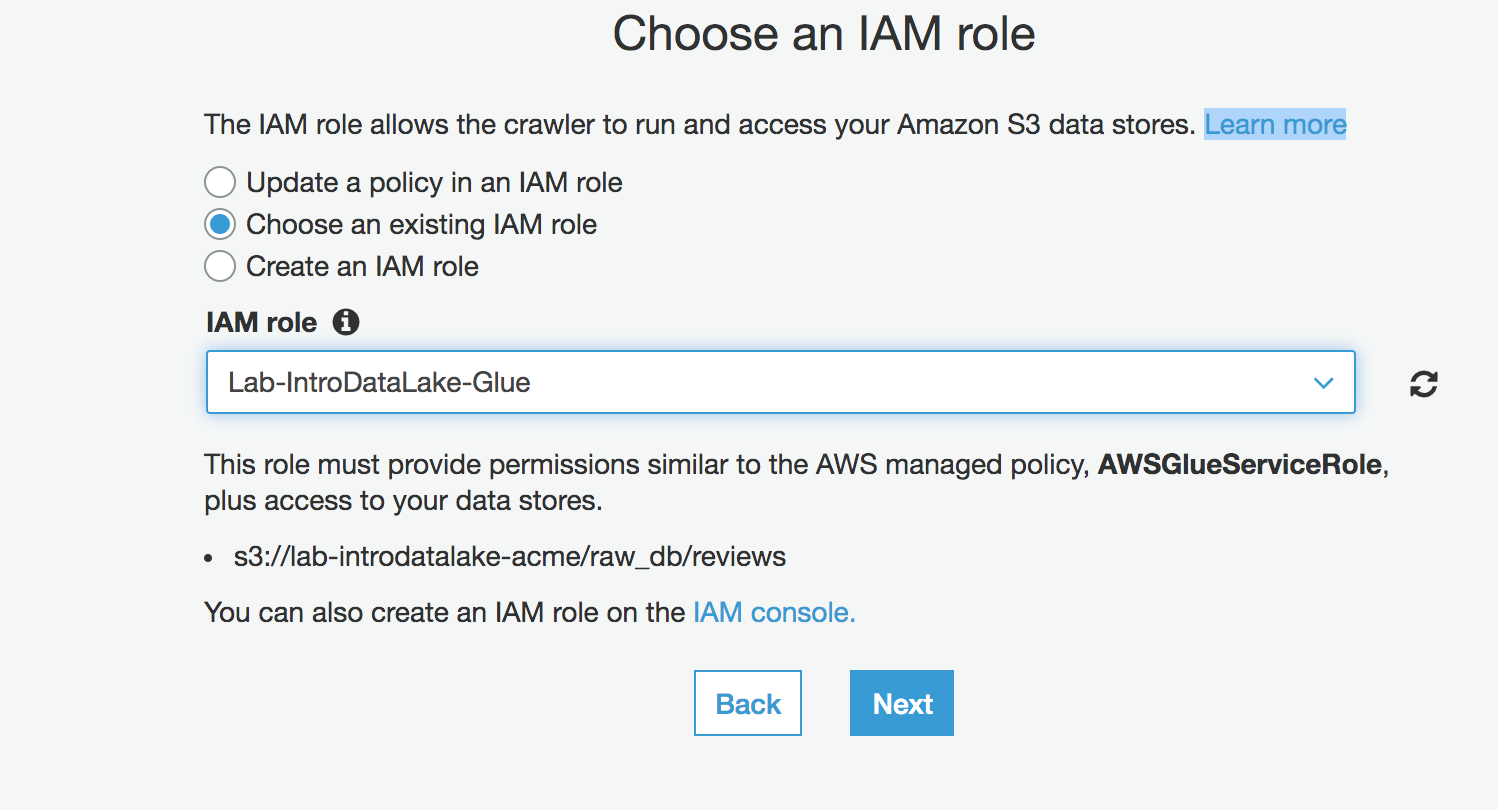 Choose an IAM role
The IAM role allows the crawler to run and access your Amazon S3 data stores. Learn more
Update a policy in an IAM role
Choose an existing IAM role
Create an IAM role
IAM role
Lab-IntroDataLake-Glue
This role must provide permissions similar to the AWS managed policy, AWSGlueServiceRole,
plus access to your data stores.
• s3://lab-introdatalake-acme/raw_db/reviews
You can also create an IAM role on the IAM console.
Back Next